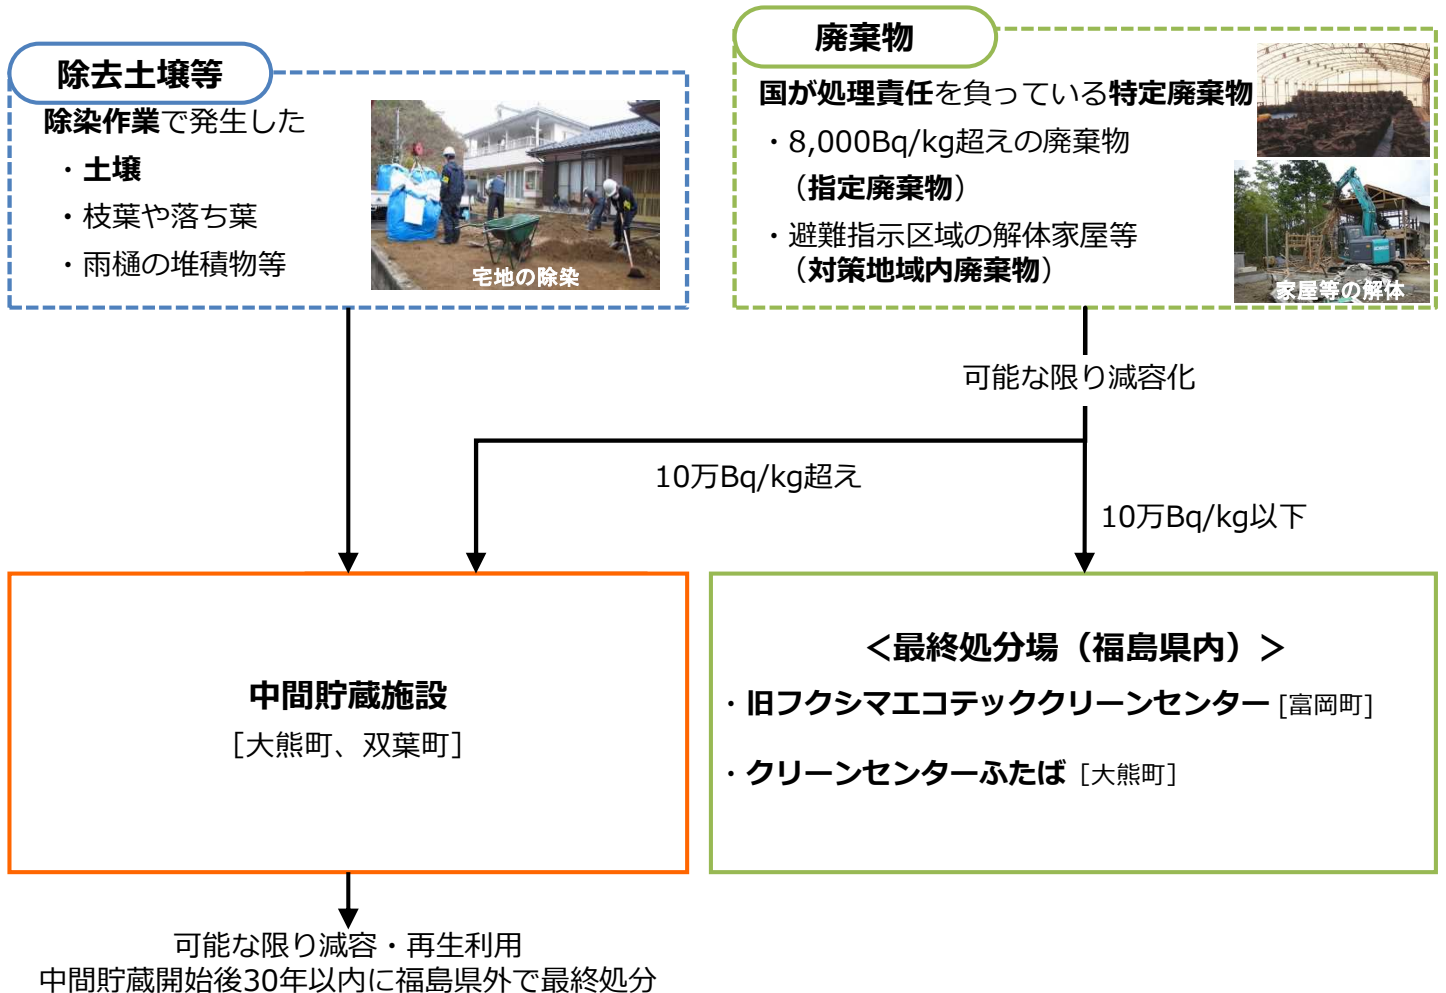 除去土壌等
除染作業で発生した
・土壌
・枝葉や落ち葉
・雨樋の堆積物等
宅地の除染
廃棄物
国が処理責任を負っている特定廃棄物
・8,000Bq/kg超えの廃棄物
（指定廃棄物）
・避難指示区域の解体家屋等
（対策地域内廃棄物）
家屋等の解体
可能な限り減容化
10万Bq/kg超え
10万Bq/kg以下
中間貯蔵施設
［大熊町、双葉町］
＜最終処分場（福島県内）＞
・旧フクシマエコテッククリーンセンター [富岡町]
・クリーンセンターふたば［大熊町］
可能な限り減容・再生利用
中間貯蔵開始後30年以内に福島県外で最終処分